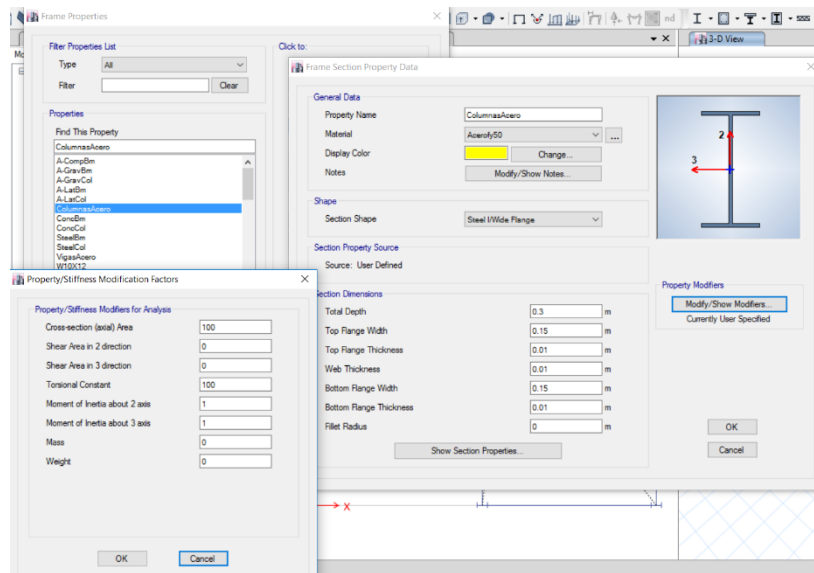 Frame Properties
Filter Properties List
Click to:
Type All
Filter
Clear
Properties
Find This Property
ColumnasAcero
A-CompBm
A-GravBm
A-GravCol
A-LatBm
A-LatCol
ColumnasAcero
ConcBm
ConcCol
SteelBm
SteelCol
VigasAcero
W10X12
Property/Stiffness Modification Factors
Property/Stiffness Modifiers for Analysis
Cross-section (axial) Area 100
Shear Area in 2 direction 0
Shear Area in 3 direction 0
Torsional Constant 100
Moment of Inertia about 2 axis 1
Moment of Inertia about 3 axis 1
Mass 0
Weight 0
OK Cancel
nd
3-D View
Frame Section Property Data
General Data
Property Name ColumnasAcero
Material Acerofy50 ...
Display Color Change...
Notes Modify/Show Notes...
Shape
Section Shape Steel I/Wide Flange
Section Property Source
Source: User Defined
Section Dimensions
Total Depth 0.3 m
Top Flange Width 0.15 m
Top Flange Thickness 0.01 m
Web Thickness 0.01 m
Bottom Flange Width 0.15 m
Bottom Flange Thickness 0.01 m
Fillet Radius 0 m
Show Section Properties...
2
3
Property Modifiers
Modify/Show Modifiers...
Currently User Specified
OK
Cancel
X